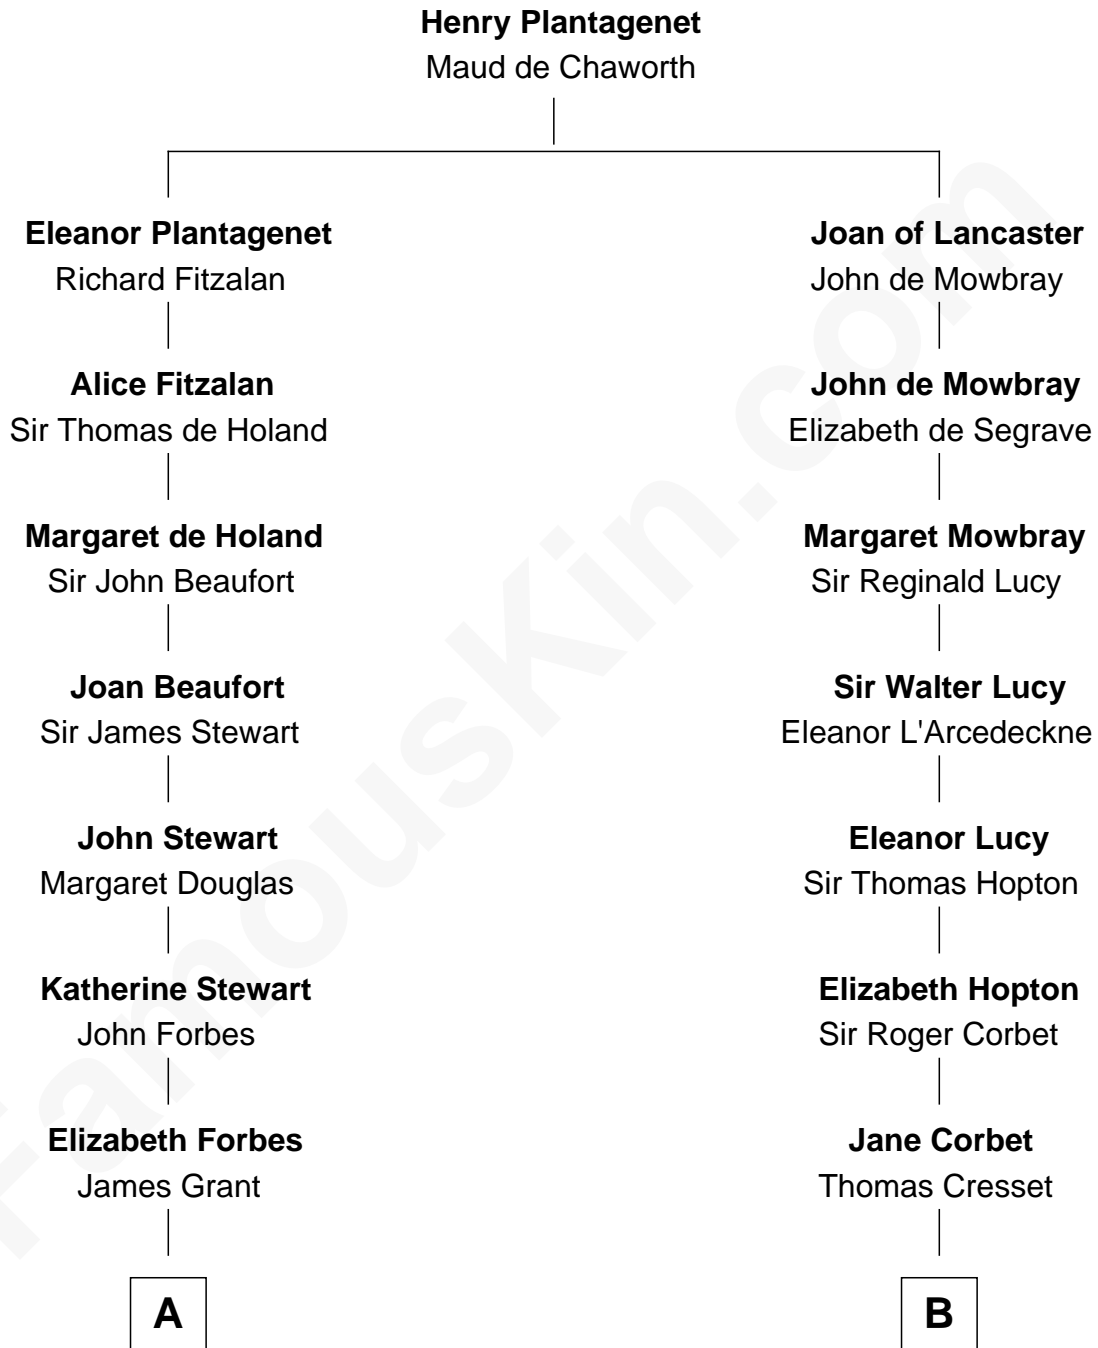 Henry Plantagenet
Maud de Chaworth
Eleanor Plantagenet
Richard Fitzalan
Joan of Lancaster
John de Mowbray
Alice Fitzalan
Sir Thomas de Holand
John de Mowbray
Elizabeth de Segrave
Margaret de Holand
Sir John Beaufort
Margaret Mowbray
Sir Reginald Lucy
Joan Beaufort
Sir James Stewart
Sir Walter Lucy
Eleanor L'Arcedeckne
John Stewart
Margaret Douglas
Eleanor Lucy
Sir Thomas Hopton
Katherine Stewart
John Forbes
Elizabeth Hopton
Sir Roger Corbet
Elizabeth Forbes
James Grant
Jane Corbet
Thomas Cresset
A
B
FamousKin.com